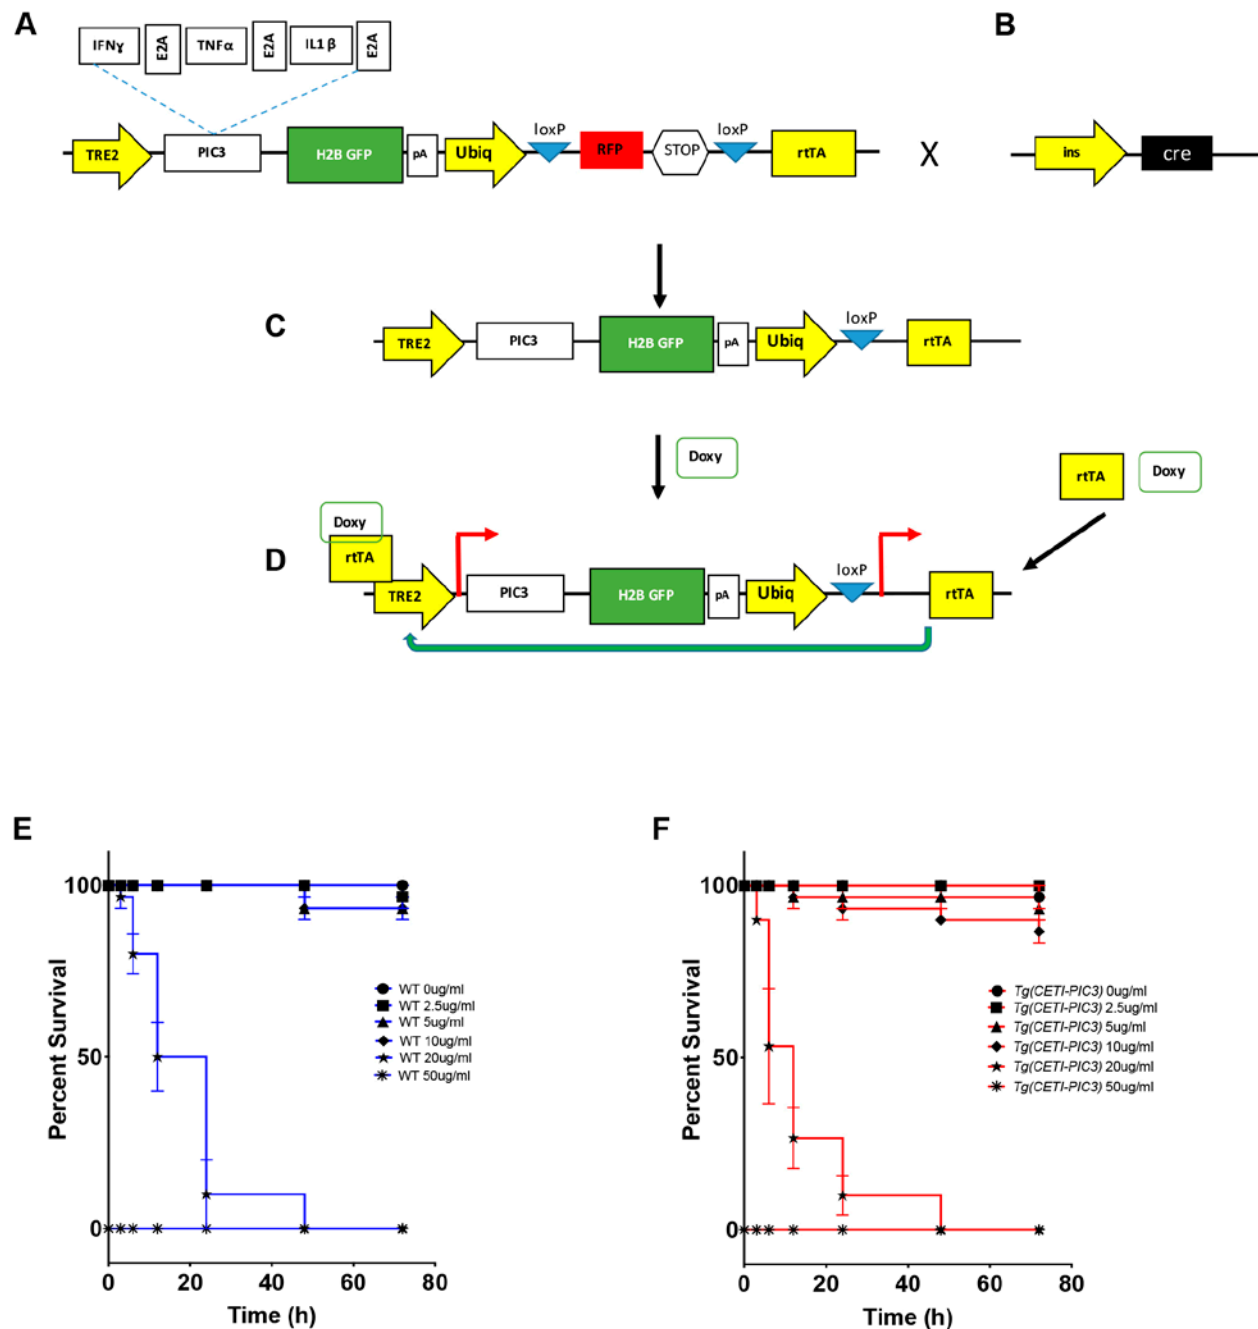 A
B
IFNɣ E2A TNFα E2A IL1 β E2A
loxP loxP
TRE2 PIC3 H2B GFP pA Ubiq RFP STOP rtTA X ins cre
C
loxP
TRE2 PIC3 H2B GFP pA Ubiq rtTA
Doxy
rtTA Doxy
Doxy
rtTA
D
loxP
TRE2 PIC3 H2B GFP pA Ubiq rtTA
E
100
50
0
Percent Survival
0 20 40 60 80
Time (h)
WT 0ug/ml
WT 2.5ug/ml
WT 5ug/ml
WT 10ug/ml
WT 20ug/ml
WT 50ug/ml
F
100
50
0
Percent Survival
0 20 40 60 80
Time (h)
Tg(CETI-PIC3) 0ug/ml
Tg(CETI-PIC3) 2.5ug/ml
Tg(CETI-PIC3) 5ug/ml
Tg(CETI-PIC3) 10ug/ml
Tg(CETI-PIC3) 20ug/ml
Tg(CETI-PIC3) 50ug/ml